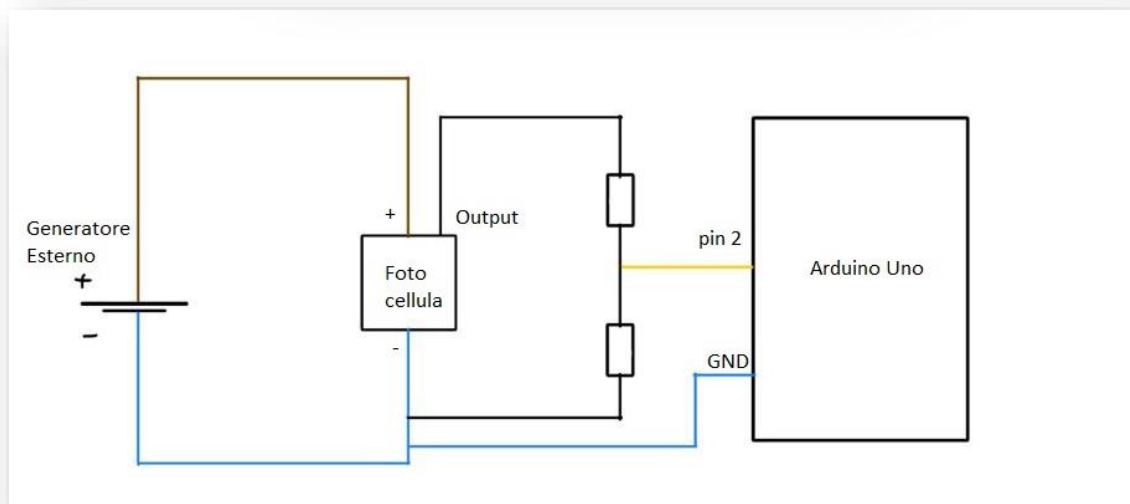 Generatore
Esterno
+
-
+
Output
Foto
cellula
-
pin 2
Arduino Uno
GND